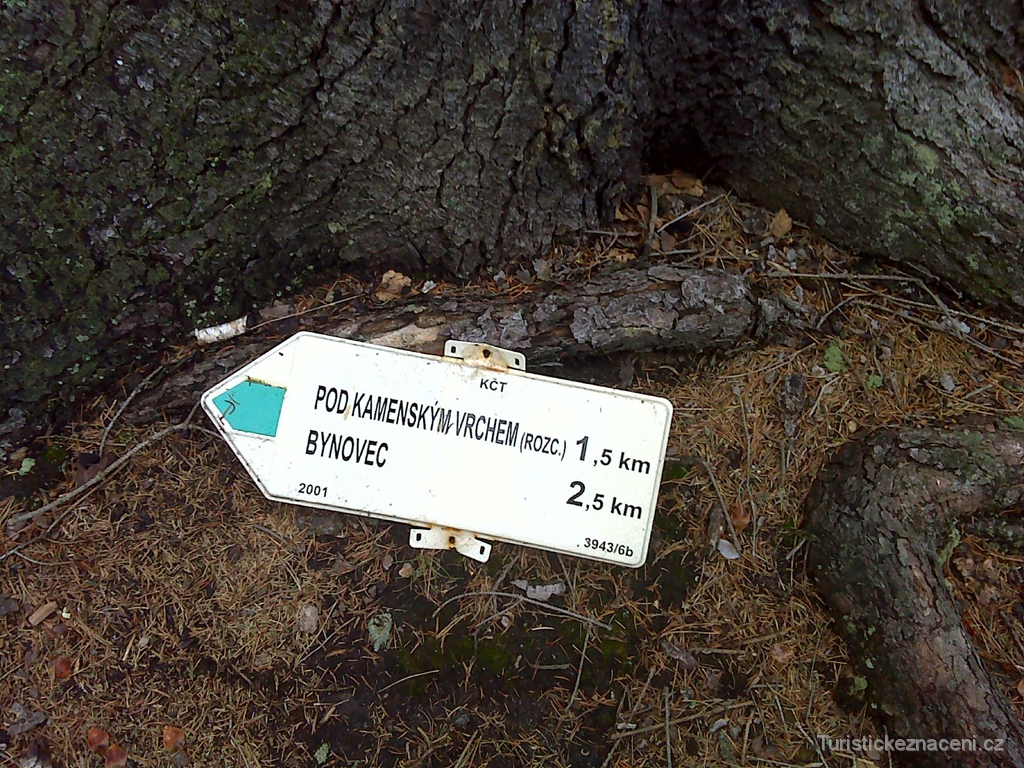 KČT
POD KAMENSKÝM VRCHEM (ROZC.) 1,5 km
BYNOVEC 2,5 km
2001 3943/6b
Turistickeznaceni.cz